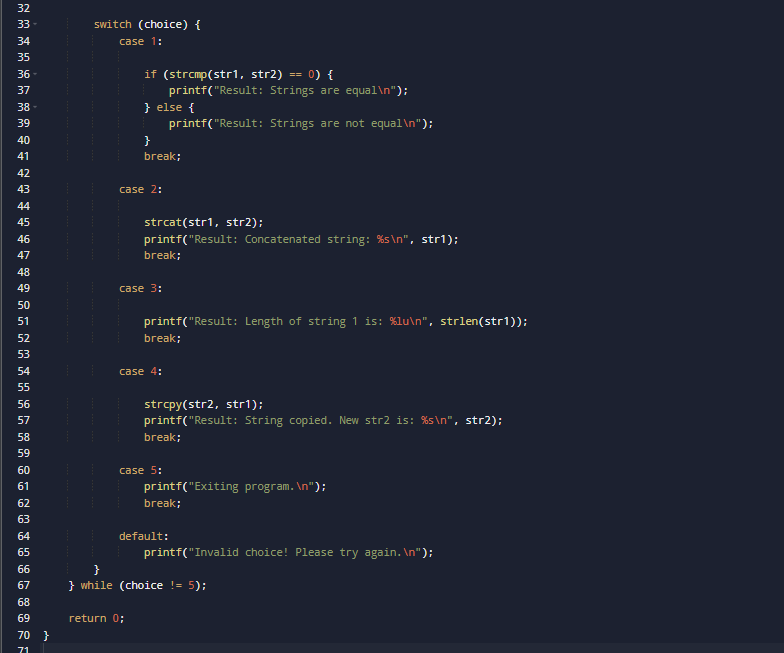 32
33 switch (choice) {
34 case 1:
35
36 if (strcmp(str1, str2) == 0) {
37 printf("Result: Strings are equal\n");
38 } else {
39 printf("Result: Strings are not equal\n");
40 }
41 break;
42
43 case 2:
44
45 strcat(str1, str2);
46 printf("Result: Concatenated string: %s\n", str1);
47 break;
48
49 case 3:
50
51 printf("Result: Length of string 1 is: %lu\n", strlen(str1));
52 break;
53
54 case 4:
55
56 strcpy(str2, str1);
57 printf("Result: String copied. New str2 is: %s\n", str2);
58 break;
59
60 case 5:
61 printf("Exiting program.\n");
62 break;
63
64 default:
65 printf("Invalid choice! Please try again.\n");
66 }
67 } while (choice != 5);
68
69 return 0;
70 }
71